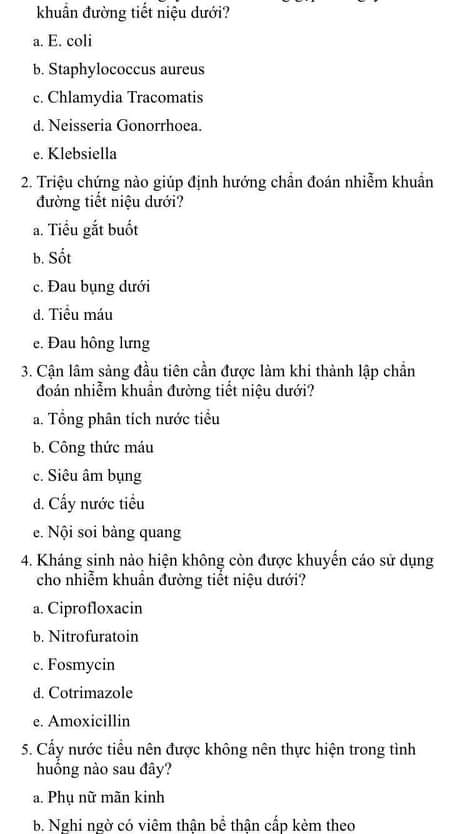 khuẩn đường tiết niệu dưới?
a. E. coli
b. Staphylococcus aureus
c. Chlamydia Tracomatis
d. Neisseria Gonorrhoea.
e. Klebsiella
2. Triệu chứng nào giúp định hướng chẩn đoán nhiễm khuẩn
đường tiết niệu dưới?
a. Tiểu gắt buốt
b. Sốt
c. Đau bụng dưới
d. Tiểu máu
e. Đau hông lưng
3. Cận lâm sàng đầu tiên cần được làm khi thành lập chẩn
đoán nhiễm khuẩn đường tiết niệu dưới?
a. Tổng phân tích nước tiểu
b. Công thức máu
c. Siêu âm bụng
d. Cấy nước tiểu
e. Nội soi bàng quang
4. Kháng sinh nào hiện không còn được khuyến cáo sử dụng
cho nhiễm khuẩn đường tiết niệu dưới?
a. Ciprofloxacin
b. Nitrofuratoin
c. Fosmycin
d. Cotrimazole
e. Amoxicillin
5. Cấy nước tiểu nên được không nên thực hiện trong tình
huống nào sau đây?
a. Phụ nữ mãn kinh
b. Nghi ngờ có viêm thận bể thận cấp kèm theo